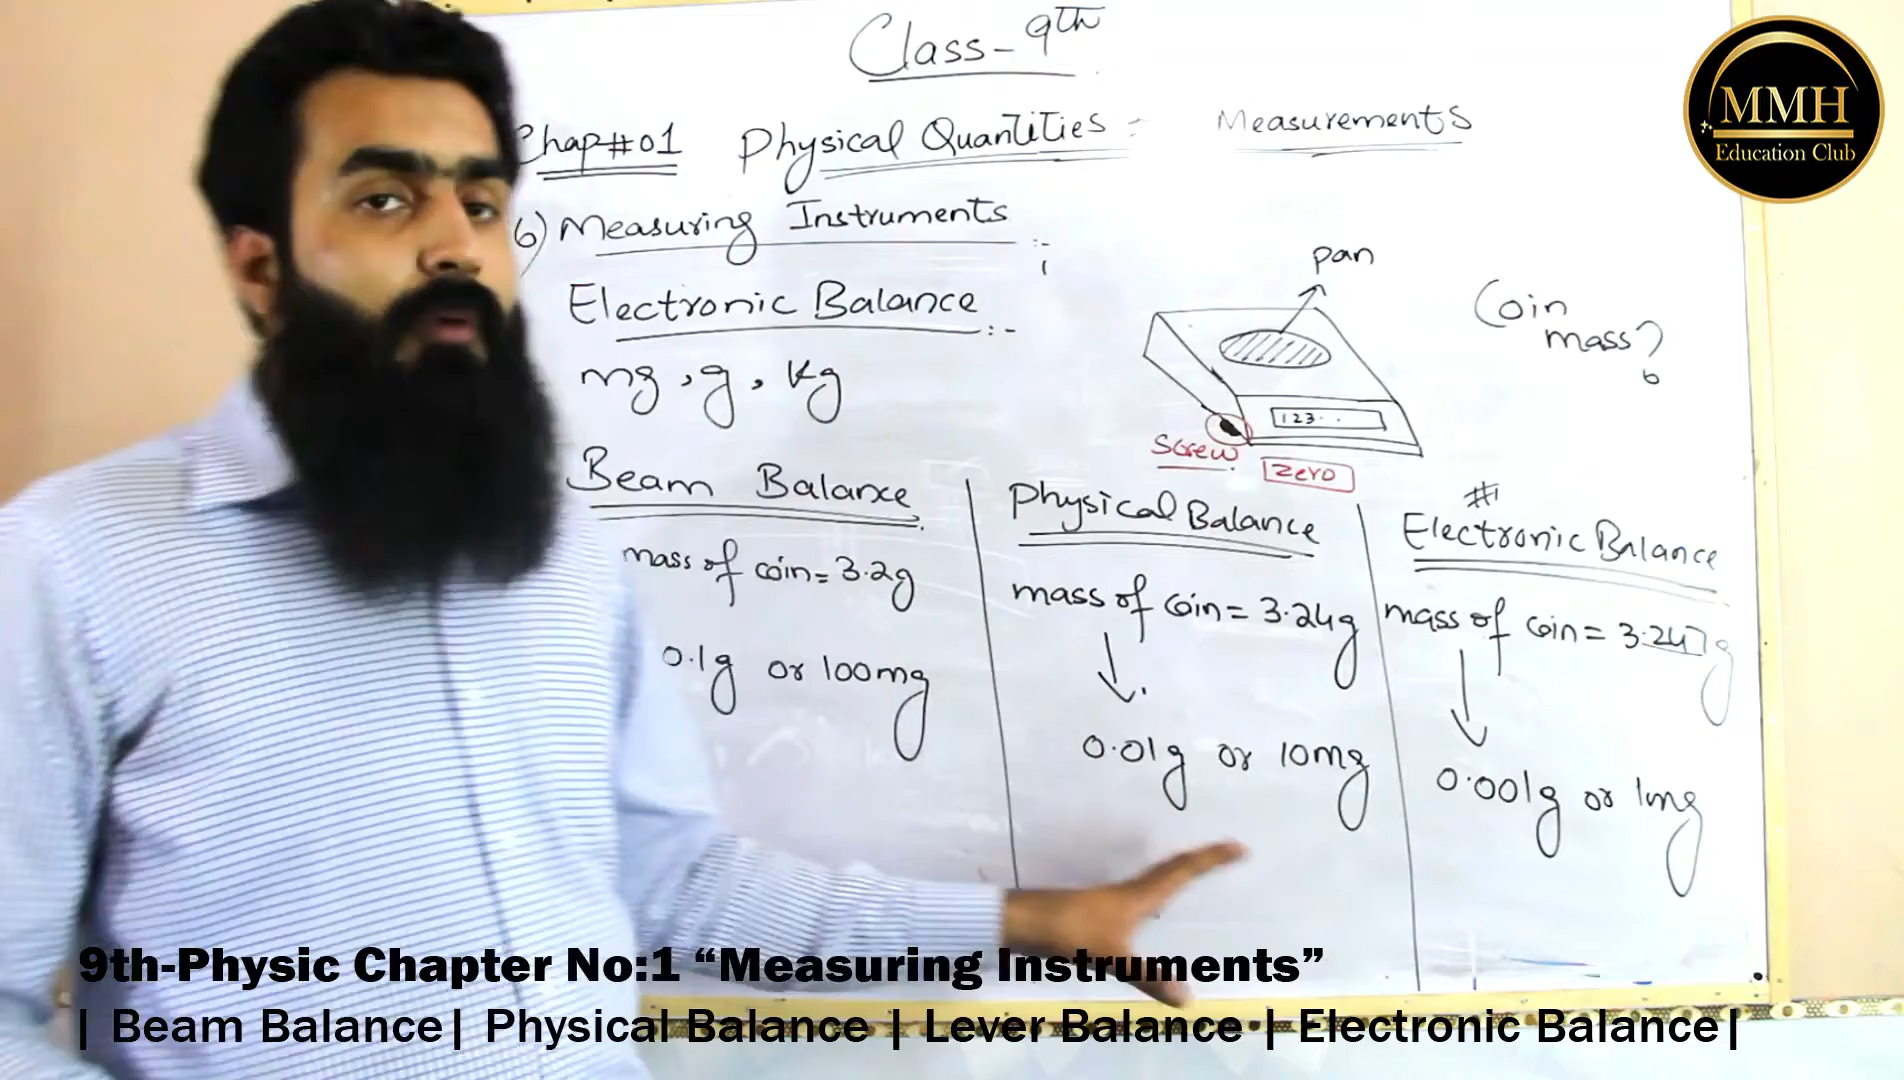 Class-9th
Chap#01 Physical Quantities Measurements
6) Measuring Instruments :-
Electronic Balance :-
mg, g, Kg
pan
Coin
mass?
123..
Screw
Zero
Beam Balance
mass of coin = 3.2g
0.1g or 100mg
Physical Balance
mass of coin = 3.24g
0.01g or 10mg
#1
Electronic Balance
mass of coin = 3.247g
0.001g or 1mg
MMH
Education Club
9th-Physic Chapter No:1 “Measuring Instruments”
| Beam Balance| Physical Balance | Lever Balance | Electronic Balance|